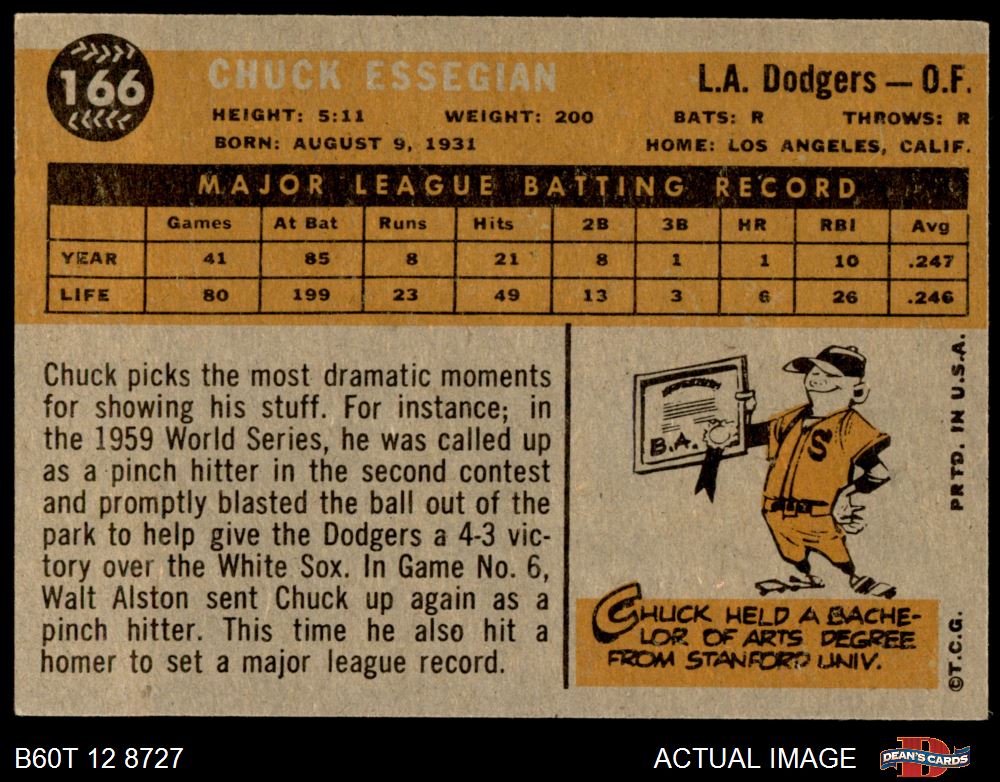 166
CHUCK ESSEGIAN
L.A. Dodgers — O.F.
HEIGHT: 5:11 WEIGHT: 200 BATS: R THROWS: R
BORN: AUGUST 9, 1931 HOME: LOS ANGELES, CALIF.
MAJOR LEAGUE BATTING RECORD
Games At Bat Runs Hits 2B 3B HR RBI Avg
YEAR 41 85 8 21 8 1 1 10 .247
LIFE 80 199 23 49 13 3 6 26 .246
Chuck picks the most dramatic moments
for showing his stuff. For instance; in
the 1959 World Series, he was called up
as a pinch hitter in the second contest
and promptly blasted the ball out of the
park to help give the Dodgers a 4-3 vic-
tory over the White Sox. In Game No. 6,
Walt Alston sent Chuck up again as a
pinch hitter. This time he also hit a
homer to set a major league record.
B.A.
S
CHUCK HELD A BACHE-
LOR OF ARTS DEGREE
FROM STANFORD UNIV.
PRTD. IN U.S.A.
©T.C.G.
B60T 12 8727
ACTUAL IMAGE
DEAN'S CARDS